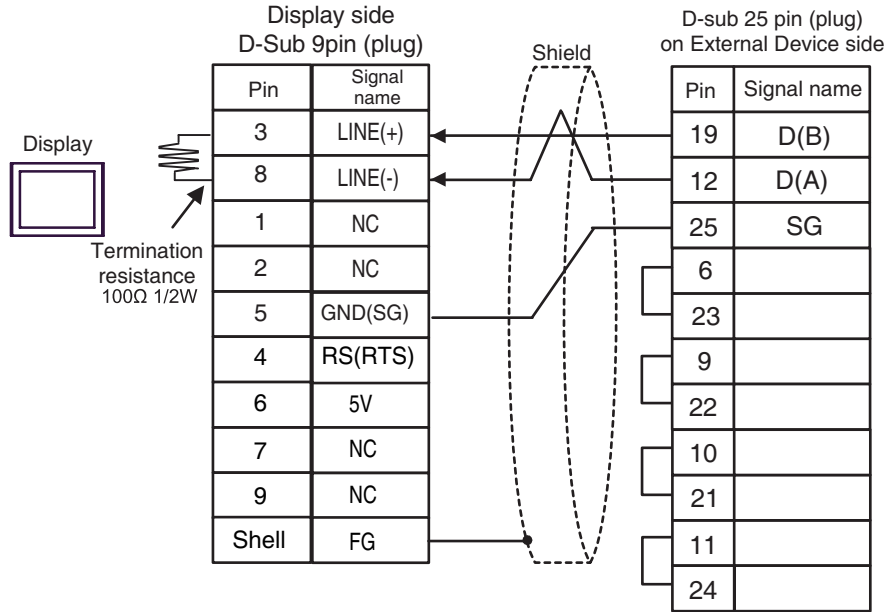 Display side
D-Sub 9pin (plug)
Shield
D-sub 25 pin (plug)
on External Device side
Pin Signal name
Pin Signal name
Display
3 LINE(+)
8 LINE(-)
1 NC
2 NC
5 GND(SG)
4 RS(RTS)
6 5V
7 NC
9 NC
Shell FG
Termination
resistance
100Ω 1/2W
19 D(B)
12 D(A)
25 SG
6
23
9
22
10
21
11
24